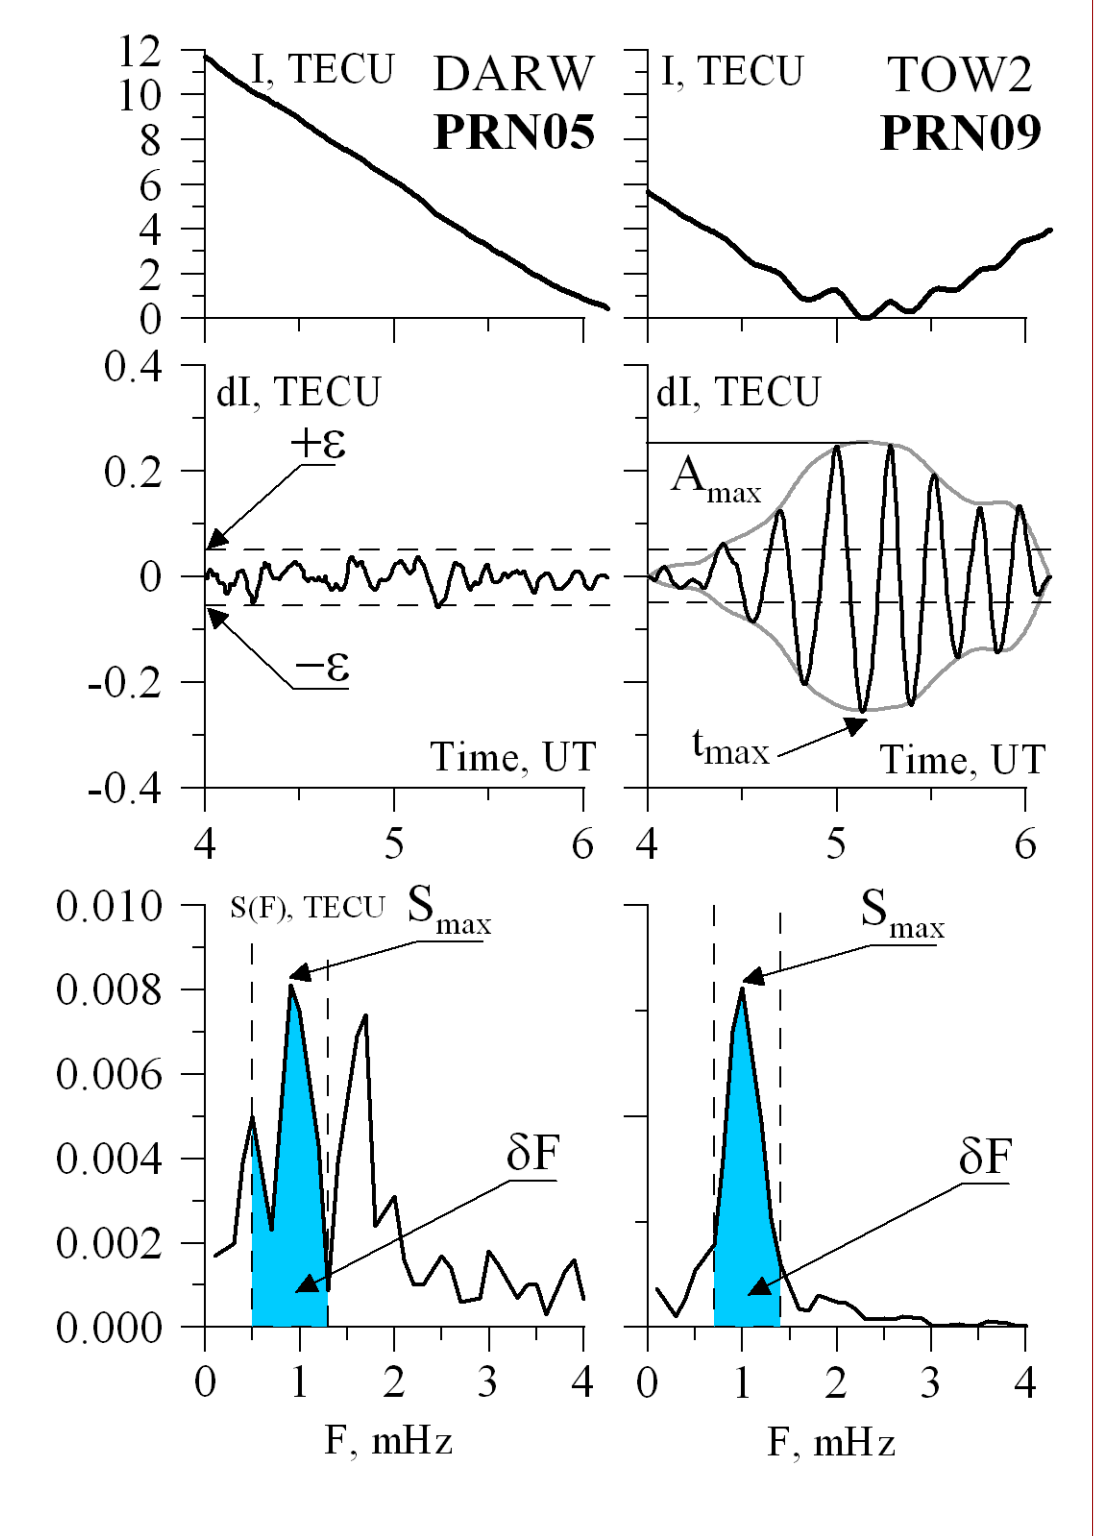 12
10
8
6
4
2
0
I, TECU
DARW
PRN05
I, TECU
TOW2
PRN09
0.4
0.2
0
-0.2
-0.4
dI, TECU
+ε
−ε
Time, UT
4 5 6
dI, TECU
Amax
tmax
Time, UT
4 5 6
0.010
0.008
0.006
0.004
0.002
0.000
S(F), TECU
Smax
δF
0 1 2 3 4
F, mHz
Smax
δF
0 1 2 3 4
F, mHz